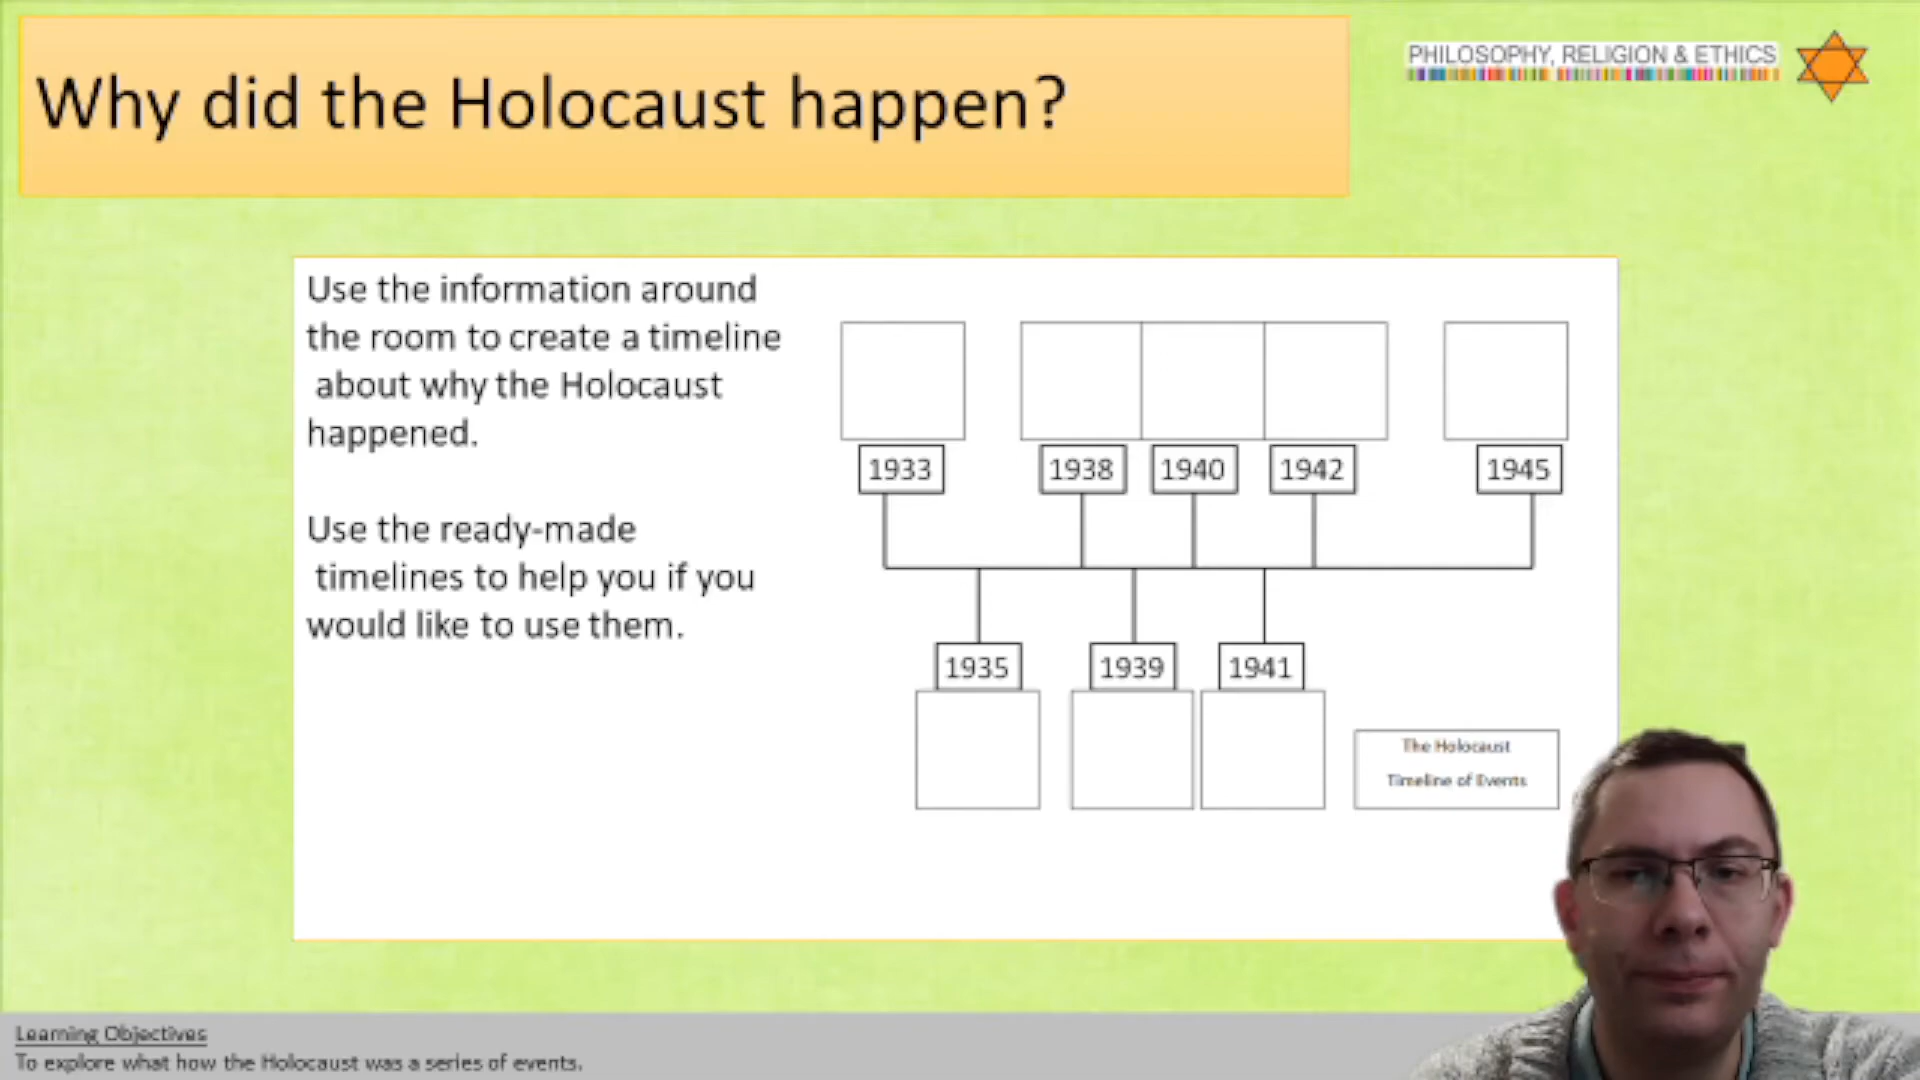 Why did the Holocaust happen?
PHILOSOPHY, RELIGION & ETHICS
Use the information around
the room to create a timeline
about why the Holocaust
happened.
Use the ready-made
timelines to help you if you
would like to use them.
1933
1938
1940
1942
1945
1935
1939
1941
The Holocaust
Timeline of Events
Learning Objectives
To explore what how the Holocaust was a series of events.